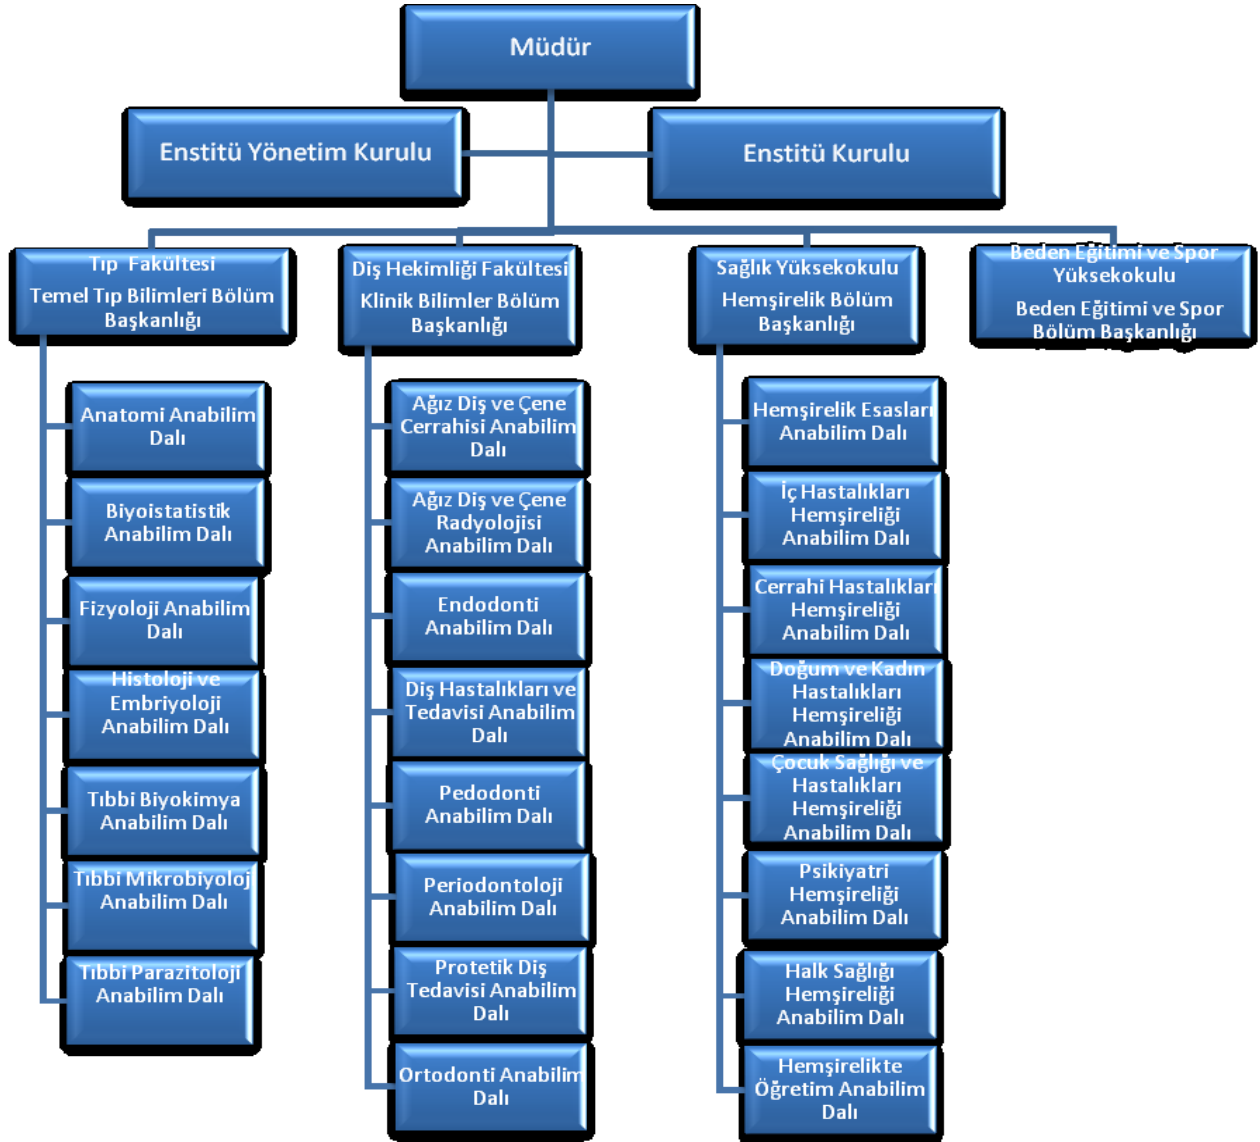 Müdür
Enstitü Yönetim Kurulu
Enstitü Kurulu
Tıp Fakültesi
Temel Tıp Bilimleri Bölüm
Başkanlığı
Anatomi Anabilim
Dalı
Biyoistatistik
Anabilim Dalı
Fizyoloji Anabilim
Dalı
Histoloji ve
Embriyoloji
Anabilim Dalı
Tıbbi Biyokimya
Anabilim Dalı
Tıbbi Mikrobiyoloj
Anabilim Dalı
Tıbbi Parazitoloji
Anabilim Dalı
Diş Hekimliği Fakültesi
Klinik Bilimler Bölüm
Başkanlığı
Ağız Diş ve Çene
Cerrahisi Anabilim
Dalı
Ağız Diş ve Çene
Radyolojisi
Anabilim Dalı
Endodonti
Anabilim Dalı
Diş Hastalıkları ve
Tedavisi Anabilim
Dalı
Pedodonti
Anabilim Dalı
Periodontoloji
Anabilim Dalı
Protetik Diş
Tedavisi Anabilim
Dalı
Ortodonti Anabilim
Dalı
Sağlık Yüksekokulu
Hemşirelik Bölüm
Başkanlığı
Hemşirelik Esasları
Anabilim Dalı
İç Hastalıkları
Hemşireliği
Anabilim Dalı
Cerrahi Hastalıkları
Hemşireliği
Anabilim Dalı
Doğum ve Kadın
Hastalıkları
Hemşireliği
Anabilim Dalı
Çocuk Sağlığı ve
Hastalıkları
Hemşireliği
Anabilim Dalı
Psikiyatri
Hemşireliği
Anabilim Dalı
Halk Sağlığı
Hemşireliği
Anabilim Dalı
Hemşirelikte
Öğretim Anabilim
Dalı
Beden Eğitimi ve Spor
Yüksekokulu
Beden Eğitimi ve Spor
Bölüm Başkanlığı